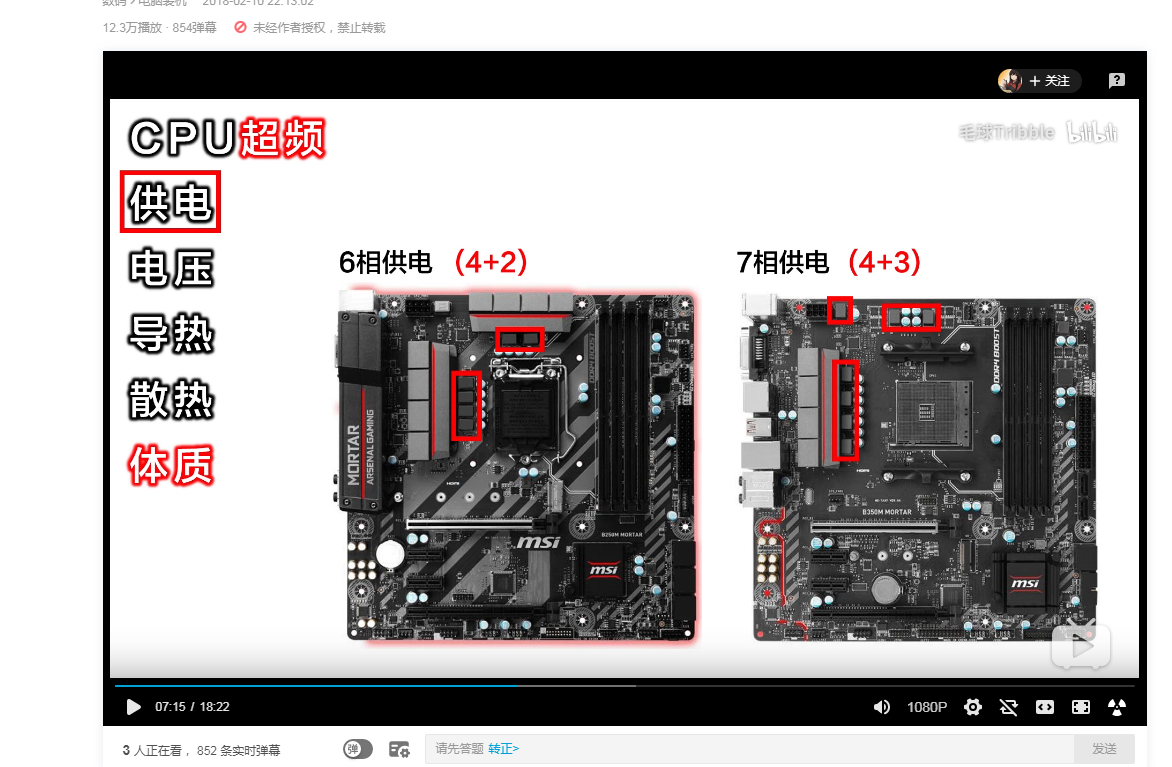 数码 > 电脑装机 2018-02-10 22:13:02
12.3万播放 · 854弹幕 未经作者授权，禁止转载
+ 关注
CPU超频
毛球Tribble bilibili
供电
电压
导热
散热
体质
6相供电（4+2）
7相供电（4+3）
DDR4 BOOST
DDR4 BOOST
MORTAR
ARSENAL GAMING
HDMI
HDMI
B350M MORTAR
B250M MORTAR
msi
msi
msi
07:15 / 18:22
1080P
3 人正在看， 852 条实时弹幕
弹
请先答题 转正>
发送